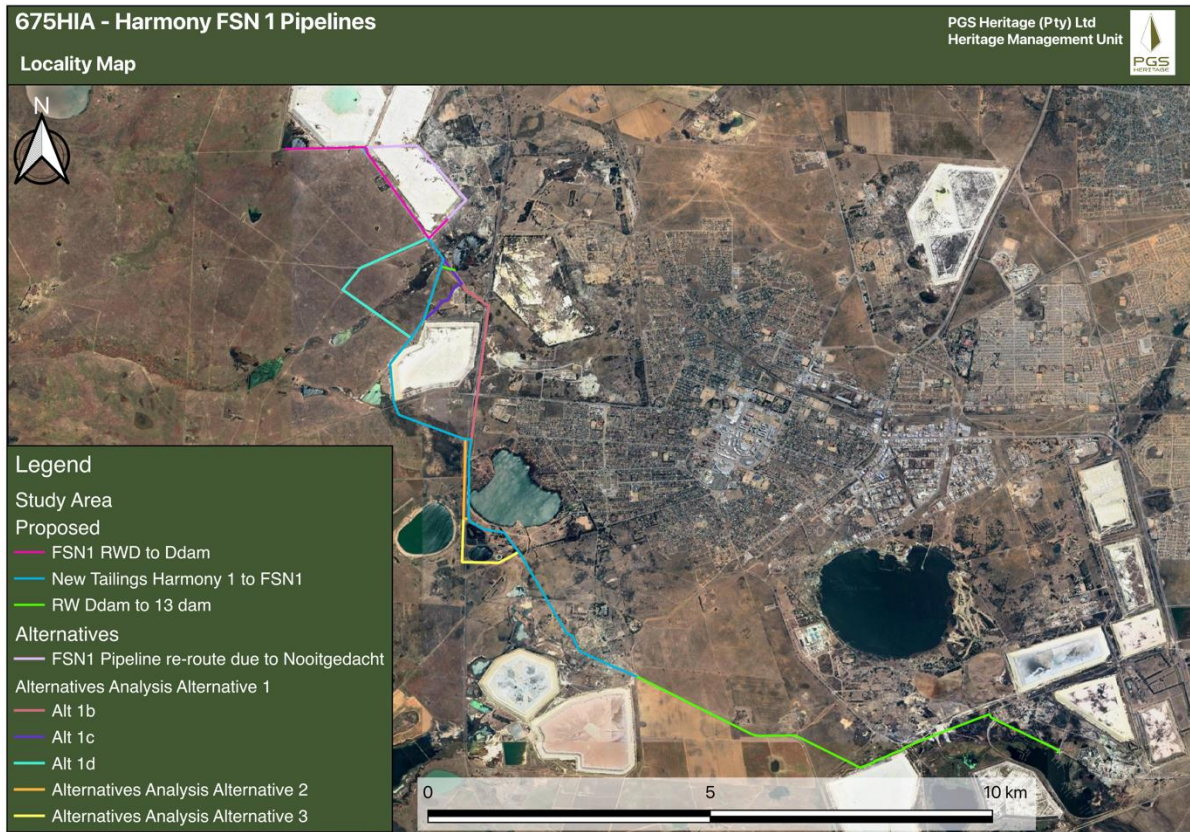 675HIA - Harmony FSN 1 Pipelines
Locality Map
PGS Heritage (Pty) Ltd
Heritage Management Unit
PGS
HERITAGE
N
Legend
Study Area
Proposed
FSN1 RWD to Ddam
New Tailings Harmony 1 to FSN1
RW Ddam to 13 dam
Alternatives
FSN1 Pipeline re-route due to Nooitgedacht
Alternatives Analysis Alternative 1
Alt 1b
Alt 1c
Alt 1d
Alternatives Analysis Alternative 2
Alternatives Analysis Alternative 3
0 5 10 km